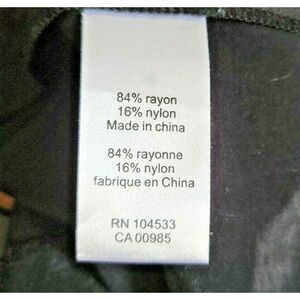 84% rayon
16% nylon
Made in china
84% rayonne
16% nylon
fabrique en China
RN 104533
CA 00985